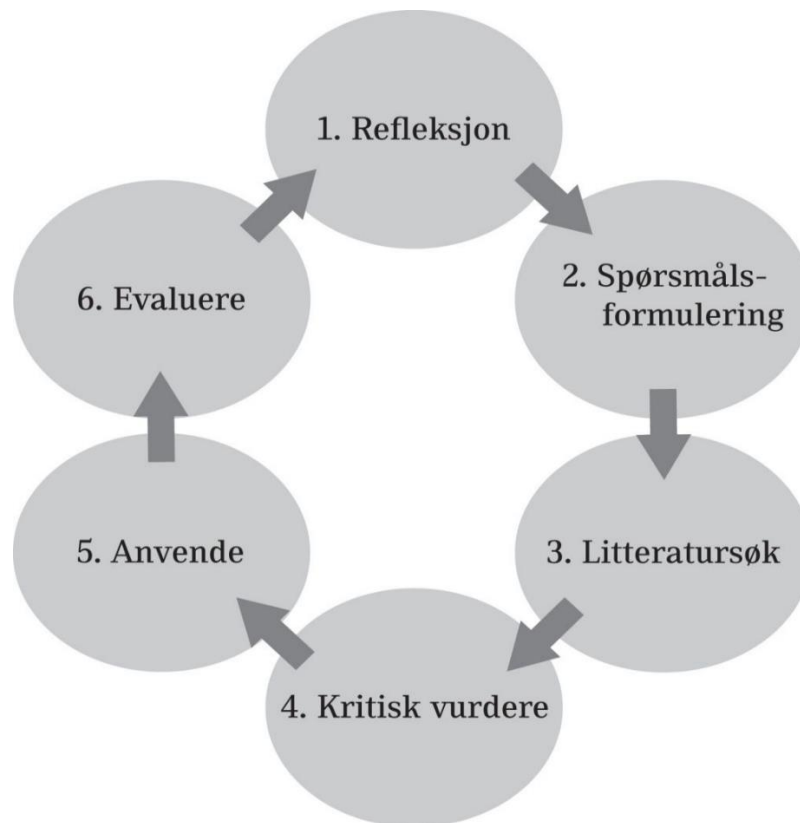 1. Refleksjon
2. Spørsmåls-
formulering
3. Litteratursøk
4. Kritisk vurdere
5. Anvende
6. Evaluere